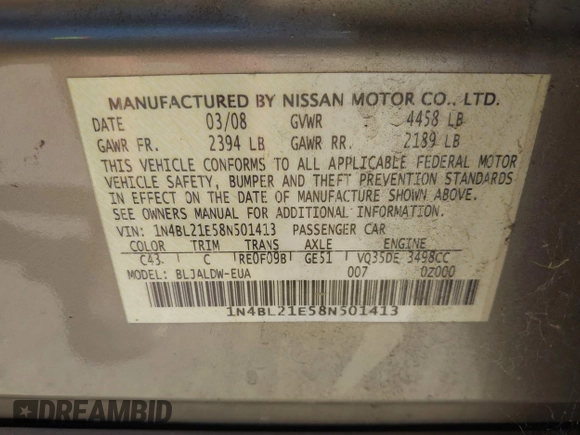 MANUFACTURED BY NISSAN MOTOR CO., LTD.
DATE 03/08 GVWR 4458 LB
GAWR FR. 2394 LB GAWR RR. 2189 LB
THIS VEHICLE CONFORMS TO ALL APPLICABLE FEDERAL MOTOR
VEHICLE SAFETY, BUMPER AND THEFT PREVENTION STANDARDS
IN EFFECT ON THE DATE OF MANUFACTURE SHOWN ABOVE.
SEE OWNERS MANUAL FOR ADDITIONAL INFORMATION.
VIN: 1N4BL21E58N501413 PASSENGER CAR
COLOR TRIM TRANS AXLE ENGINE
C43 C RE0F09B GE51 VQ35DE 3498CC
MODEL: BLJALDW-EUA 007 0Z000
1N4BL21E58N501413
DREAMBID